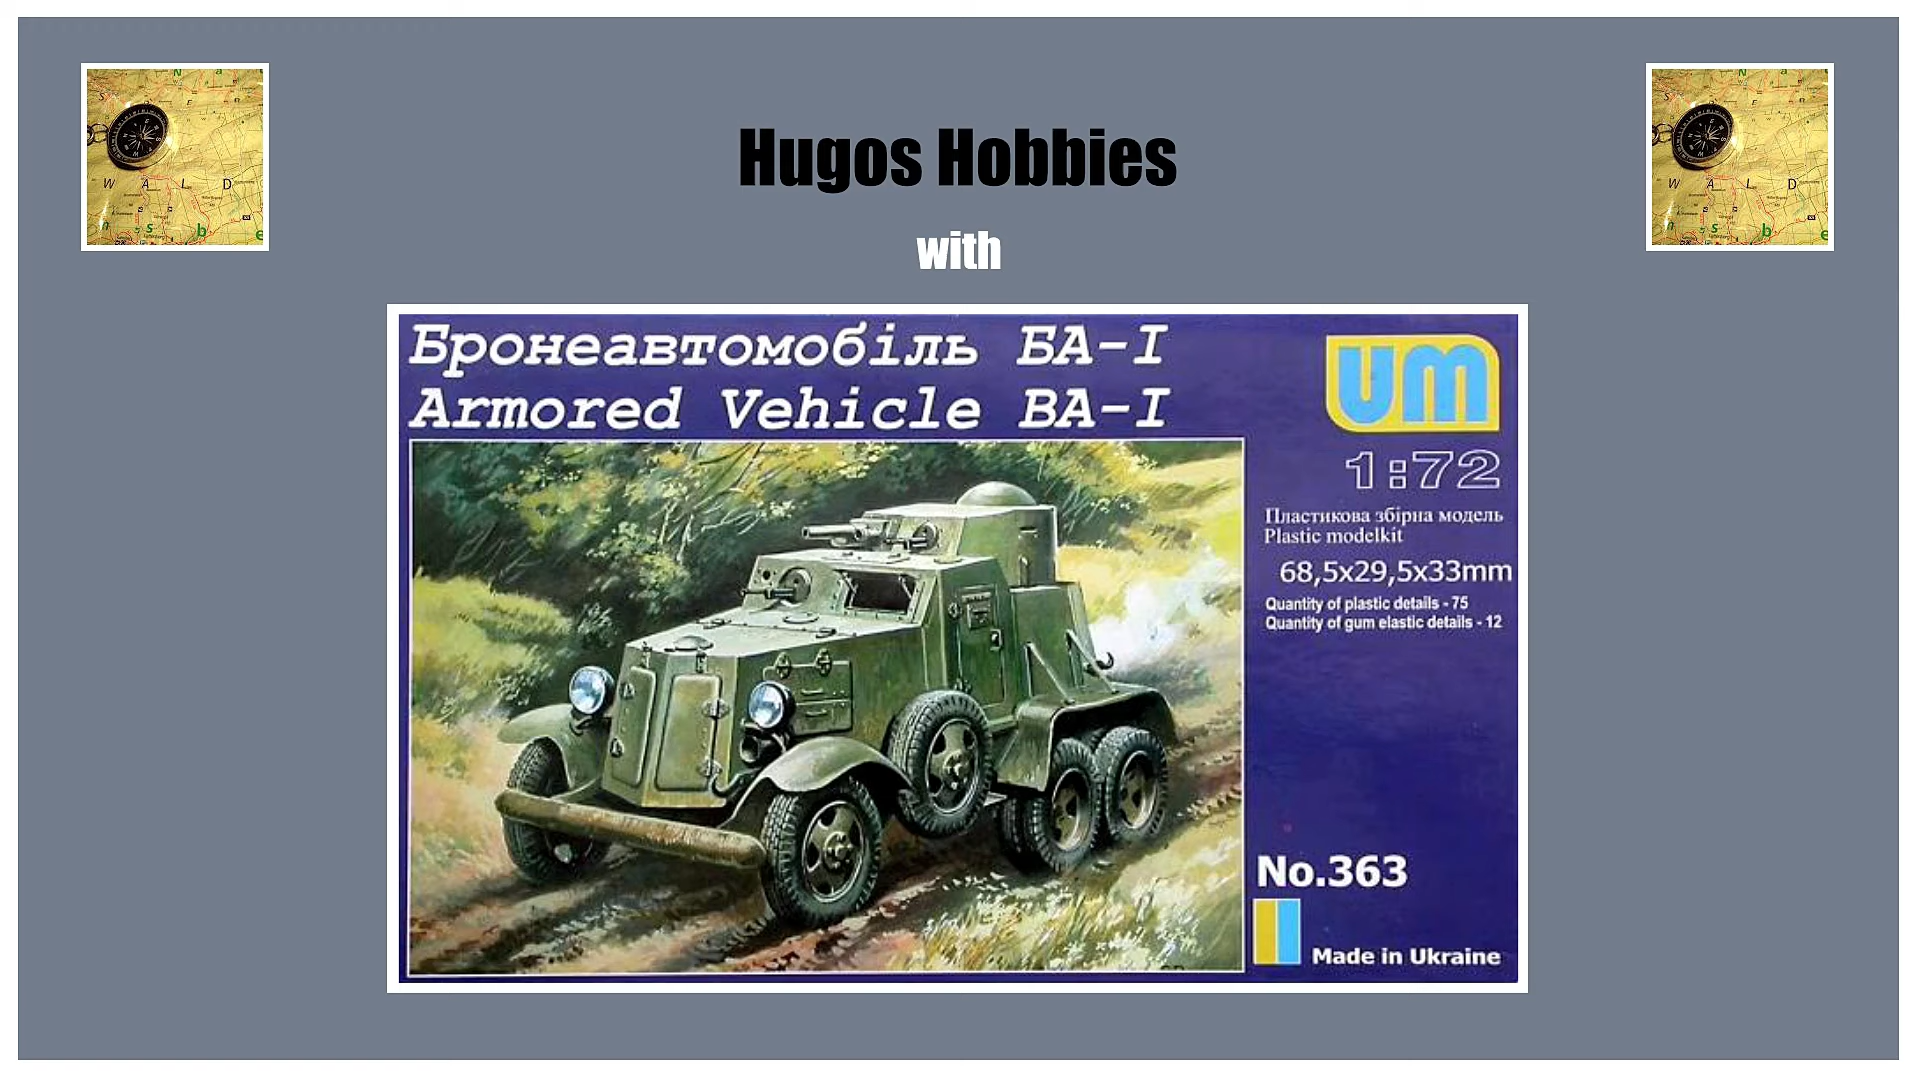 Hugos Hobbies
with
Бронеавтомобіль БА-I
Armored Vehicle BA-I
um
1:72
Пластикова збірна модель
Plastic modelkit
68,5x29,5x33mm
Quantity of plastic details - 75
Quantity of gum elastic details - 12
No.363
Made in Ukraine
W A L D
W A L D